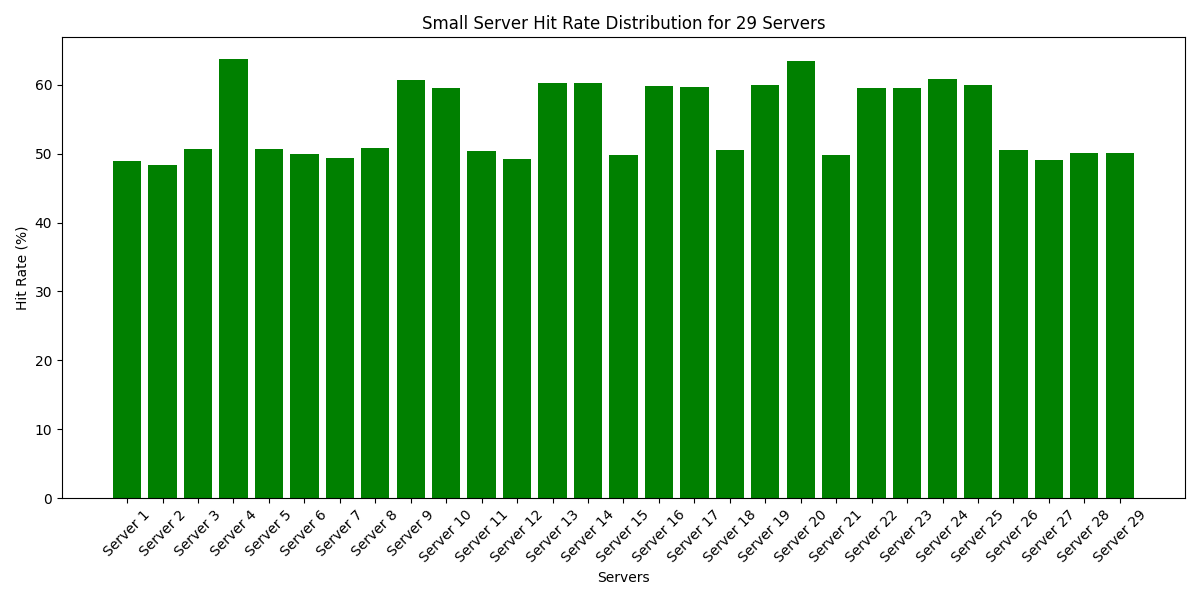 Small Server Hit Rate Distribution for 29 Servers
Hit Rate (%)
60
50
40
30
20
10
0
Server 1
Server 2
Server 3
Server 4
Server 5
Server 6
Server 7
Server 8
Server 9
Server 10
Server 11
Server 12
Server 13
Server 14
Server 15
Server 16
Server 17
Server 18
Server 19
Server 20
Server 21
Server 22
Server 23
Server 24
Server 25
Server 26
Server 27
Server 28
Server 29
Servers